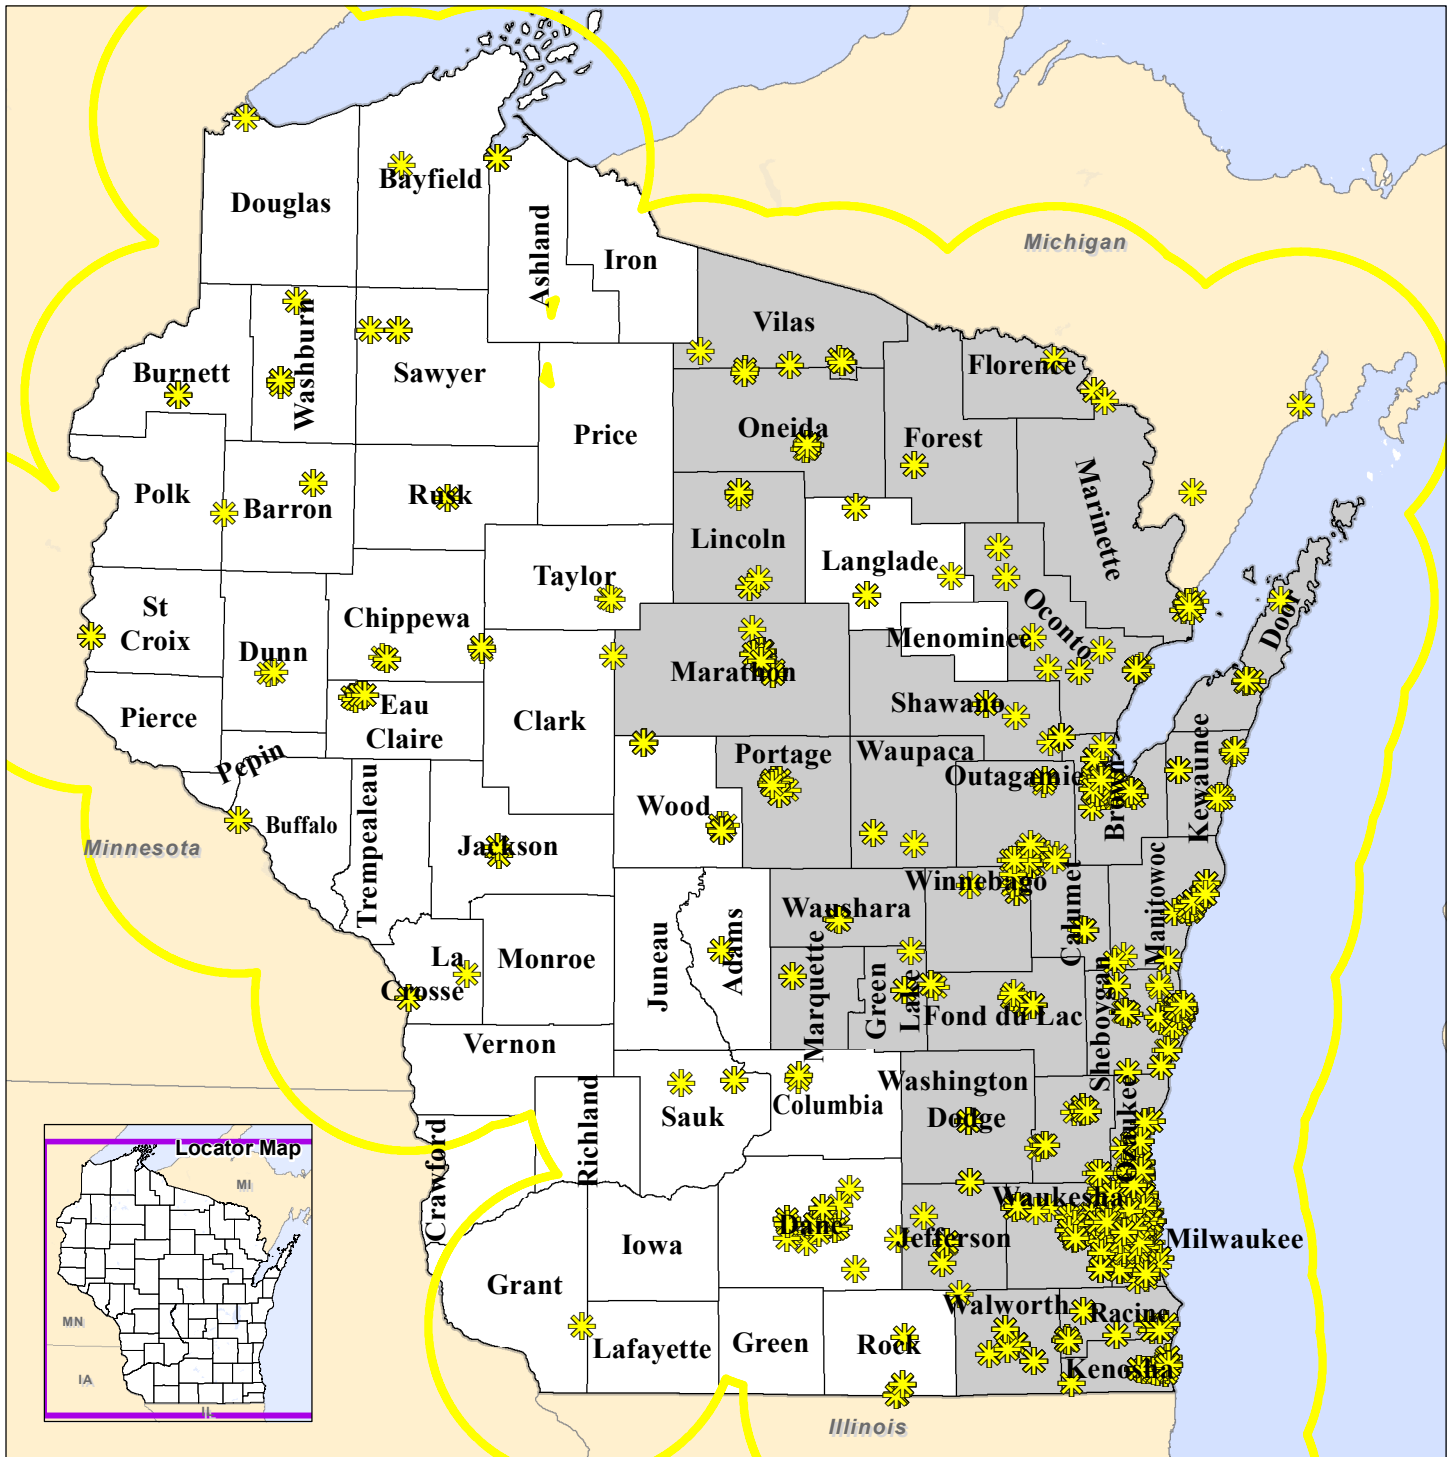 Michigan
Bayfield
Douglas
Ashland
Iron
Vilas
Florence
Washburn
Burnett
Sawyer
Price
Oneida
Forest
Polk
Barron
Rusk
Marinette
Lincoln
Langlade
Taylor
St
Croix
Chippewa
Oconto
Door
Menominee
Dunn
Marathon
Pierce
Eau
Claire
Clark
Shawano
Pepin
Portage
Waupaca
Outagamie
Brown
Kewaunee
Wood
Buffalo
Minnesota
Trempealeau
Jackson
Winnebago
Calumet
Manitowoc
Waushara
Adams
Juneau
La
Crosse
Monroe
Marquette
Green
Lake
Fond du Lac
Sheboygan
Vernon
Richland
Sauk
Columbia
Washington
Dodge
Ozaukee
Crawford
Locator Map
MI
MN
IA
IL
Waukesha
Milwaukee
Dane
Jefferson
Iowa
Grant
Lafayette
Green
Rock
Walworth
Racine
Kenosha
Illinois